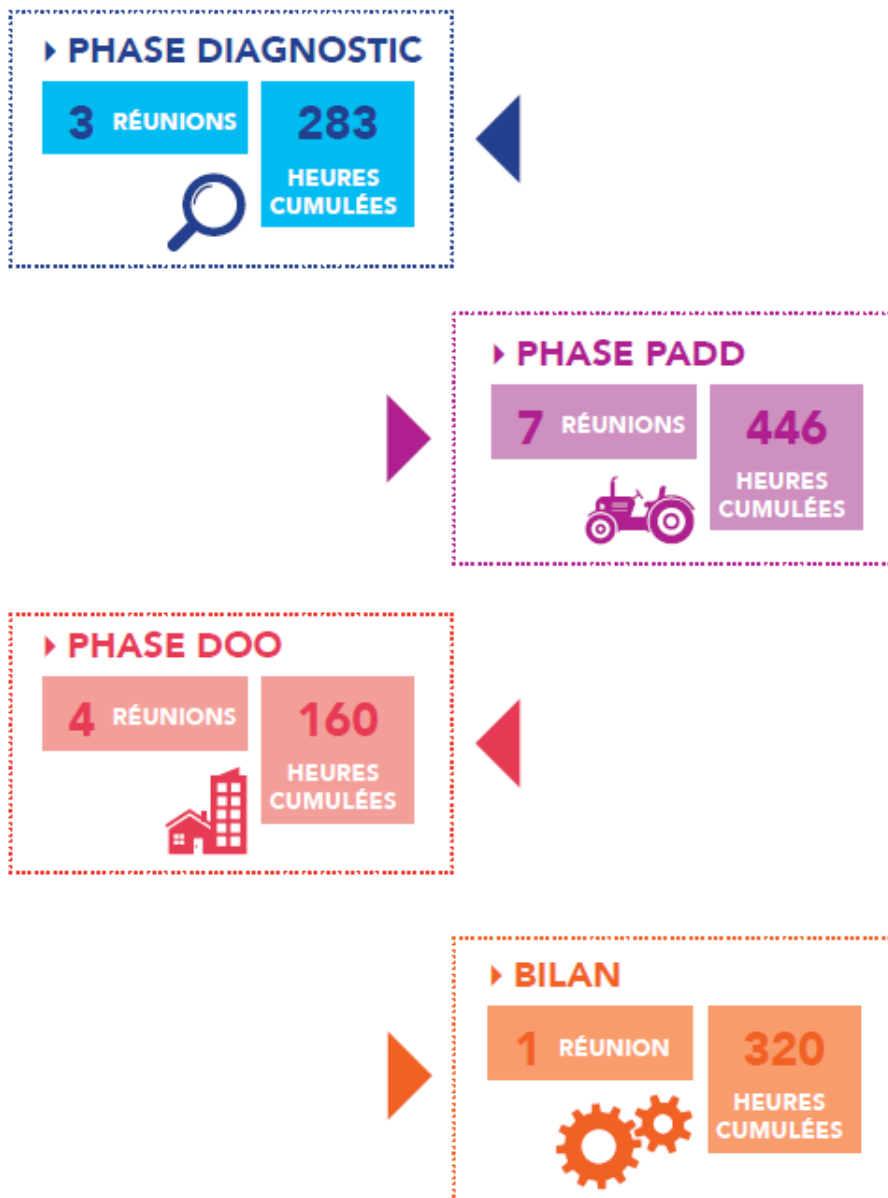 PHASE DIAGNOSTIC
3 RÉUNIONS
283
HEURES
CUMULÉES
PHASE PADD
7 RÉUNIONS
446
HEURES
CUMULÉES
PHASE DOO
4 RÉUNIONS
160
HEURES
CUMULÉES
BILAN
1 RÉUNION
320
HEURES
CUMULÉES